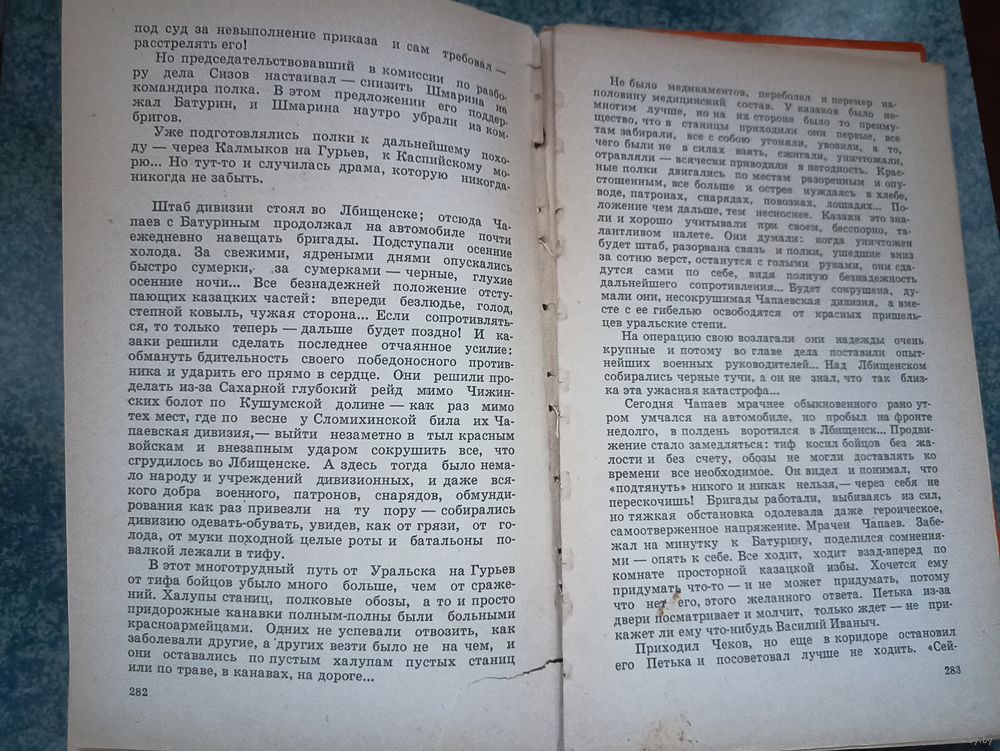 под суд за невыполнение приказа и сам требовал —
расстрелять его!
Но председательствовавший в комиссии по разбо-
ру дела Сизов настаивал — снизить Шмарина на
командира полка. В этом предложении его поддер-
жал Батурин, и Шмарина наутро убрали из ком-
бригов.
Уже подготовлялись полки к дальнейшему похо-
ду — через Калмыков на Гурьев, к Каспийскому мо-
рю... Но тут-то и случилась драма, которую никогда-
никогда не забыть.
Штаб дивизии стоял во Лбищенске; отсюда Ча-
паев с Батуриным продолжал на автомобиле почти
ежедневно навещать бригады. Подступали осенние
холода. За свежими, ядреными днями опускались
быстро сумерки, за сумерками — черные, глухие
осенние ночи... Все безнадежней положение отсту-
пающих казацких частей: впереди безлюдье, голод,
степной ковыль, чужая сторона... Если сопротивлять-
ся, то только теперь — дальше будет поздно! И ка-
заки решили сделать последнее отчаянное усилие:
обмануть бдительность своего победоносного против-
ника и ударить его прямо в сердце. Они решили про-
делать из-за Сахарной глубокий рейд мимо Чижин-
ских болот по Кушумской долине — как раз мимо
тех мест, где по весне у Сломихинской била их Ча-
паевская дивизия,— выйти незаметно в тыл красным
войскам и внезапным ударом сокрушить все, что
сгрудилось во Лбищенске. А здесь тогда было нема-
ло народу и учреждений дивизионных, и даже вся-
кого добра военного, патронов, снарядов, обмунди-
рования как раз привезли на ту пору — собирались
дивизию одевать-обувать, увидев, как от грязи, от го-
лода, от муки походной целые роты и батальоны по-
валкой лежали в тифу.
В этот многотрудный путь от Уральска на Гурьев
от тифа бойцов убыло много больше, чем от сраже-
ний. Халупы станиц, полковые обозы, а то и просто
придорожные канавки полным-полны были больными
красноармейцами. Одних не успевали отвозить, как
заболевали другие, а других везти было не на чем, и
они оставались по пустым халупам пустых станиц
или по траве, в канавах, на дороге...
282
Не было медикаментов, переболел и перемер на-
половину медицинский состав. У казаков было не-
многим лучше, но на их стороне было то преиму-
щество, что в станицы приходили они первые, все
там забирали, все с собою угоняли, увозили, а то,
чего были не в силах взять, сжигали, уничтожали,
отравляли — всячески приводили в негодность. Крас-
ные полки двигались по местам разоренным и опу-
стошенным, все больше и острее нуждаясь в хлебе,
воде, патронах, снарядах, повозках, лошадях... По-
ложение чем дальше, тем несноснее. Казаки это зна-
ли и хорошо учитывали при своем, бесспорно, та-
лантливом налете. Они думали: когда уничтожен
будет штаб, разорвана связь и полки, ушедшие вниз
за сотню верст, останутся с голыми руками, они сда-
дутся сами по себе, видя полную безнадежность
дальнейшего сопротивления... Будет сокрушена, ду-
мали они, несокрушимая Чапаевская дивизия, а вме-
сте с ее гибелью освободятся от красных пришель-
цев уральские степи.
На операцию свою возлагали они надежды очень
крупные и потому во главе дела поставили опыт-
нейших военных руководителей... Над Лбищенском
собирались черные тучи, а он не знал, что так близ-
ка эта ужасная катастрофа...
Сегодня Чапаев мрачнее обыкновенного рано ут-
ром умчался на автомобиле, но пробыл на фронте
недолго, в полдень воротился в Лбищенск... Продви-
жение стало замедляться: тиф косил бойцов без жа-
лости и без счету, обозы не могли доставлять ко
времени все необходимое. Он видел и понимал, что
«подтянуть» никого и никак нельзя,— через себя не
перескочишь! Бригады работали, выбиваясь из сил,
но тяжкая обстановка одолевала даже героическое,
самоотверженное напряжение. Мрачен Чапаев. Забе-
жал на минутку к Батурину, поделился сомнения-
ми — опять к себе. Все ходит, ходит взад-вперед по
комнате просторной казацкой избы. Хочется ему
придумать что-то — и не может придумать, потому
что нет его, этого желанного ответа. Петька из-за
двери посматривает и молчит, только ждет — не при-
кажет ли ему что-нибудь Василий Иваныч.
Приходил Чеков, но еще в коридоре остановил
его Петька и посоветовал лучше не ходить. «Сей-
283